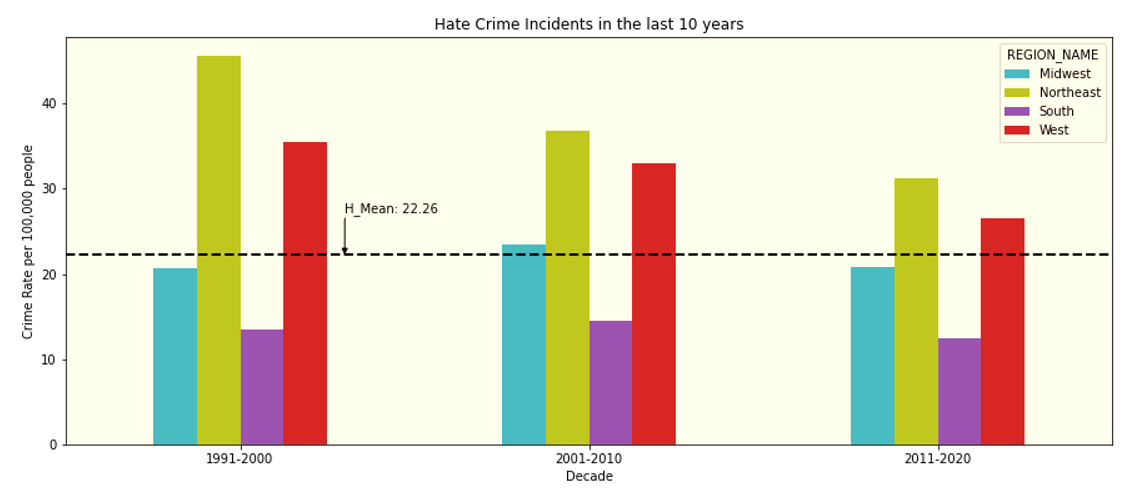 Hate Crime Incidents in the last 10 years
REGION_NAME
Midwest
Northeast
South
West
Crime Rate per 100,000 people
40
30
20
10
0
H_Mean: 22.26
1991-2000
2001-2010
2011-2020
Decade